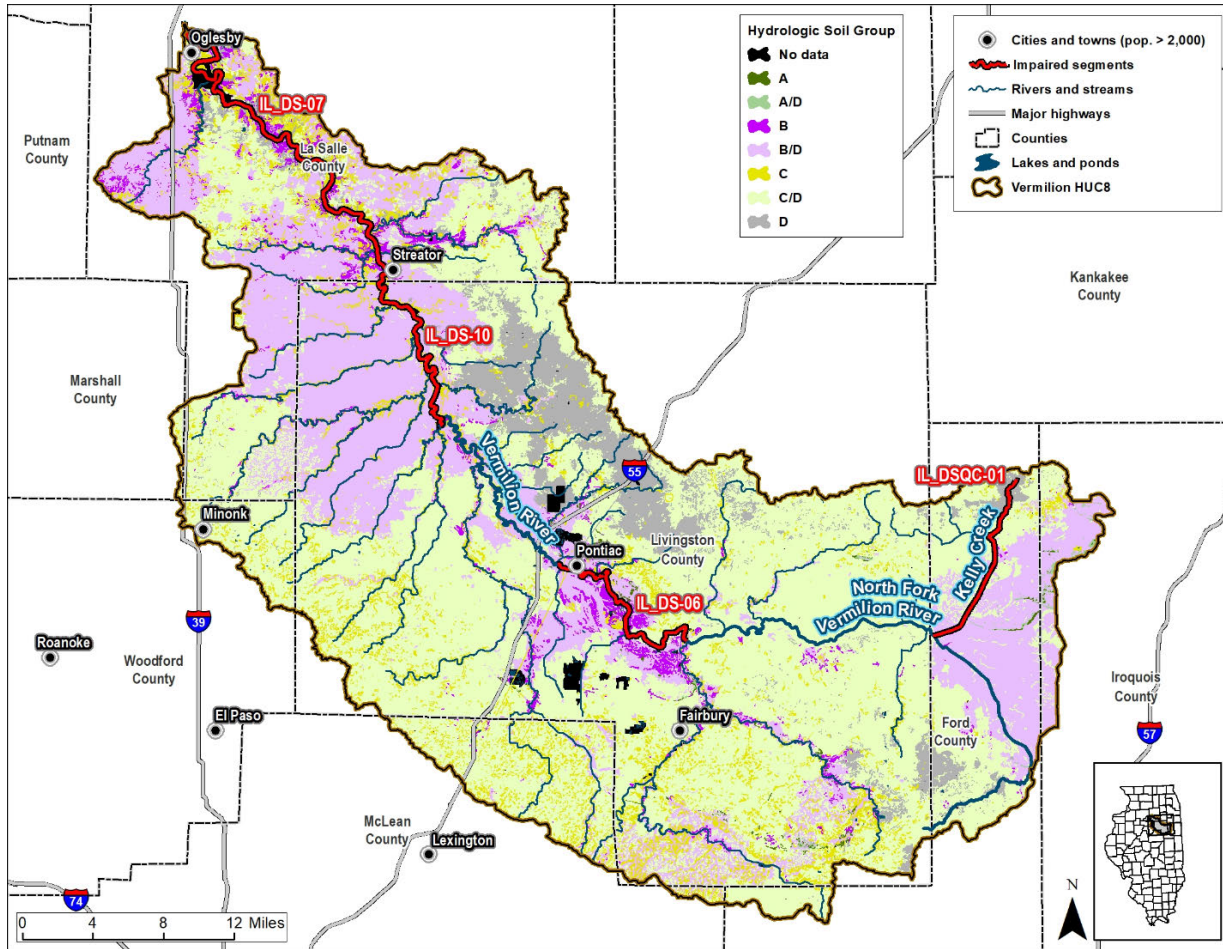 Hydrologic Soil Group
No data
A
A/D
B
B/D
C
C/D
D
Cities and towns (pop. > 2,000)
Impaired segments
Rivers and streams
Major highways
Counties
Lakes and ponds
Vermilion HUC8
Oglesby
IL_DS-07
Putnam
County
La Salle
County
Streator
Kankakee
County
IL_DS-10
Marshall
County
Vermilion River
55
IL_DSQC-01
Minonk
Pontiac
Livingston
County
Kelly Creek
North Fork
Vermilion River
IL_DS-06
39
Roanoke
Woodford
County
Iroquois
County
El Paso
Fairbury
Ford
County
57
McLean
County
Lexington
74
N
0 4 8 12 Miles